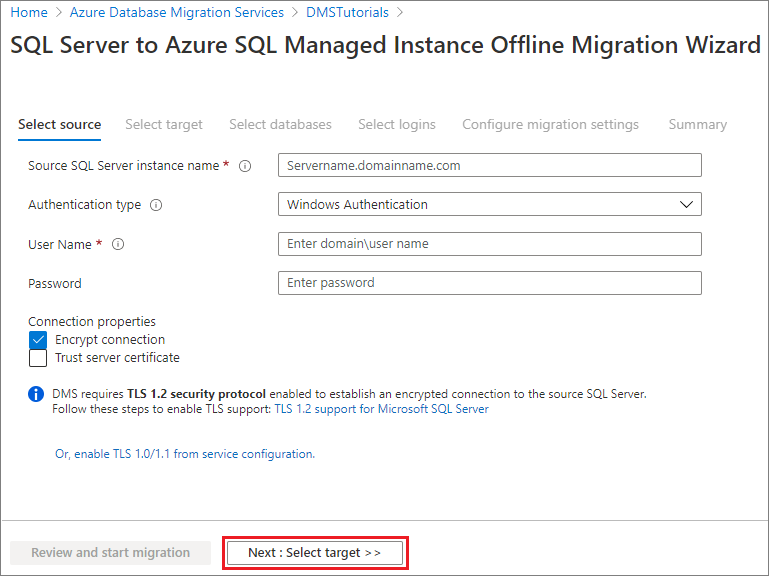 Home > Azure Database Migration Services > DMSTutorials >
SQL Server to Azure SQL Managed Instance Offline Migration Wizard
Select source Select target Select databases Select logins Configure migration settings Summary
Source SQL Server instance name * Servername.domainname.com
Authentication type Windows Authentication
User Name * Enter domain\user name
Password Enter password
Connection properties
Encrypt connection
Trust server certificate
DMS requires TLS 1.2 security protocol enabled to establish an encrypted connection to the source SQL Server.
Follow these steps to enable TLS support: TLS 1.2 support for Microsoft SQL Server
Or, enable TLS 1.0/1.1 from service configuration.
Review and start migration Next : Select target >>